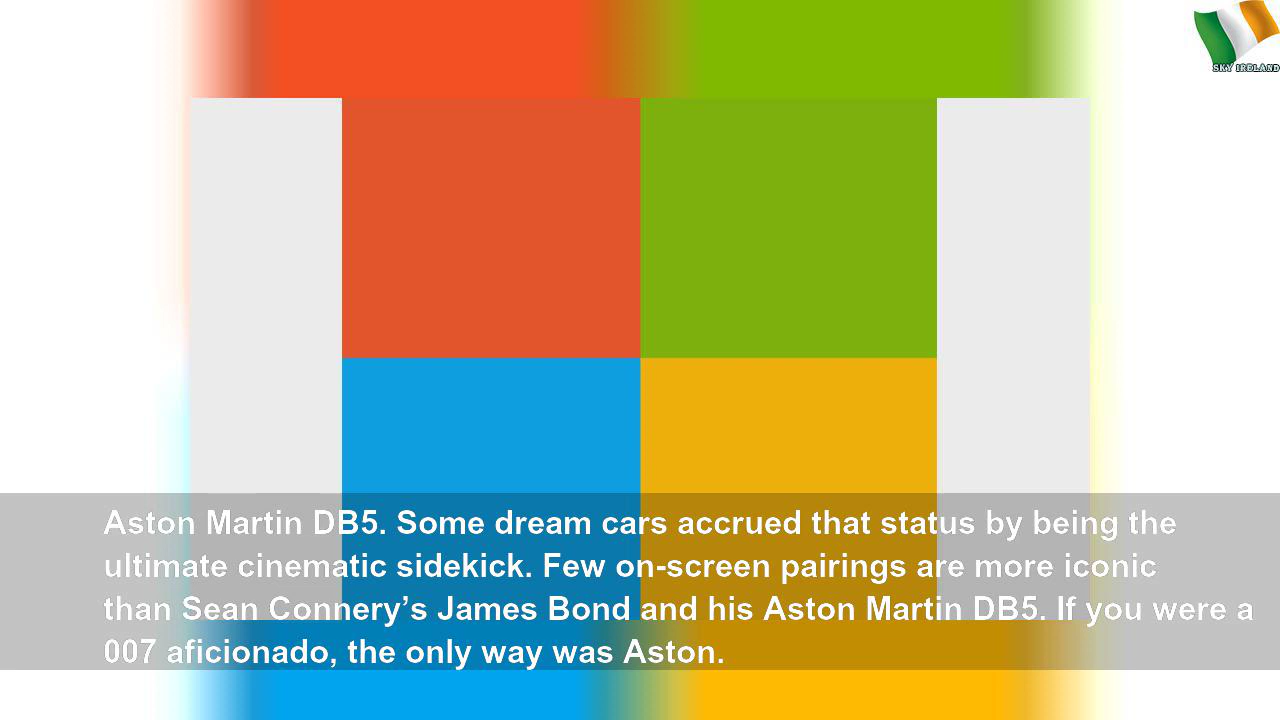 SKY IRELAND
Aston Martin DB5. Some dream cars accrued that status by being the
ultimate cinematic sidekick. Few on-screen pairings are more iconic
than Sean Connery’s James Bond and his Aston Martin DB5. If you were a
007 aficionado, the only way was Aston.